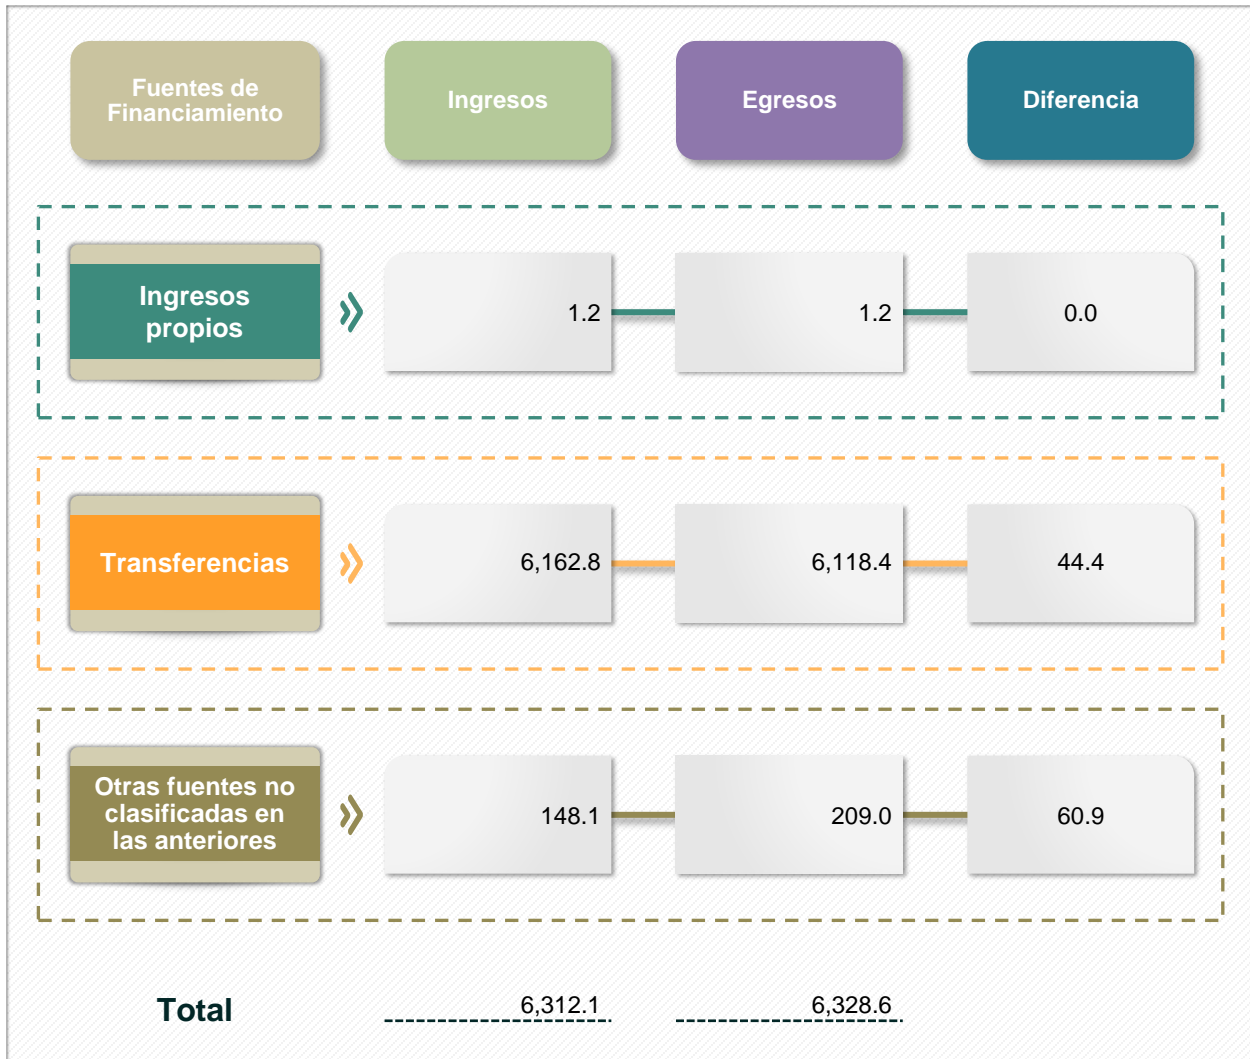 Fuentes de
Financiamiento
Ingresos
Egresos
Diferencia
Ingresos
propios
1.2
1.2
0.0
Transferencias
6,162.8
6,118.4
44.4
Otras fuentes no
clasificadas en
las anteriores
148.1
209.0
60.9
Total
6,312.1
6,328.6